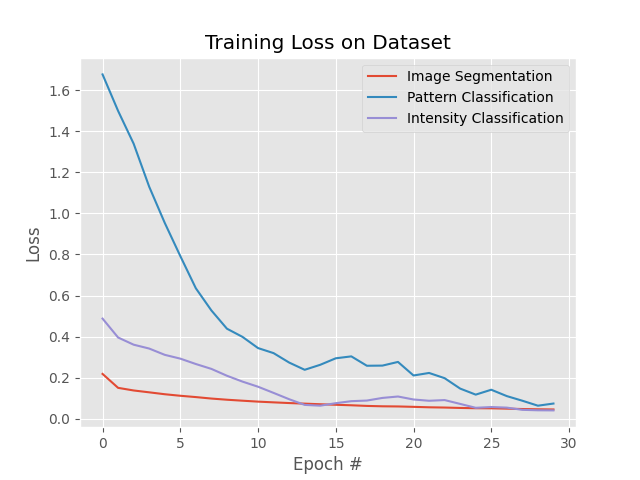 Training Loss on Dataset
Image Segmentation
Pattern Classification
Intensity Classification
Loss
1.6
1.4
1.2
1.0
0.8
0.6
0.4
0.2
0.0
0 5 10 15 20 25 30
Epoch #